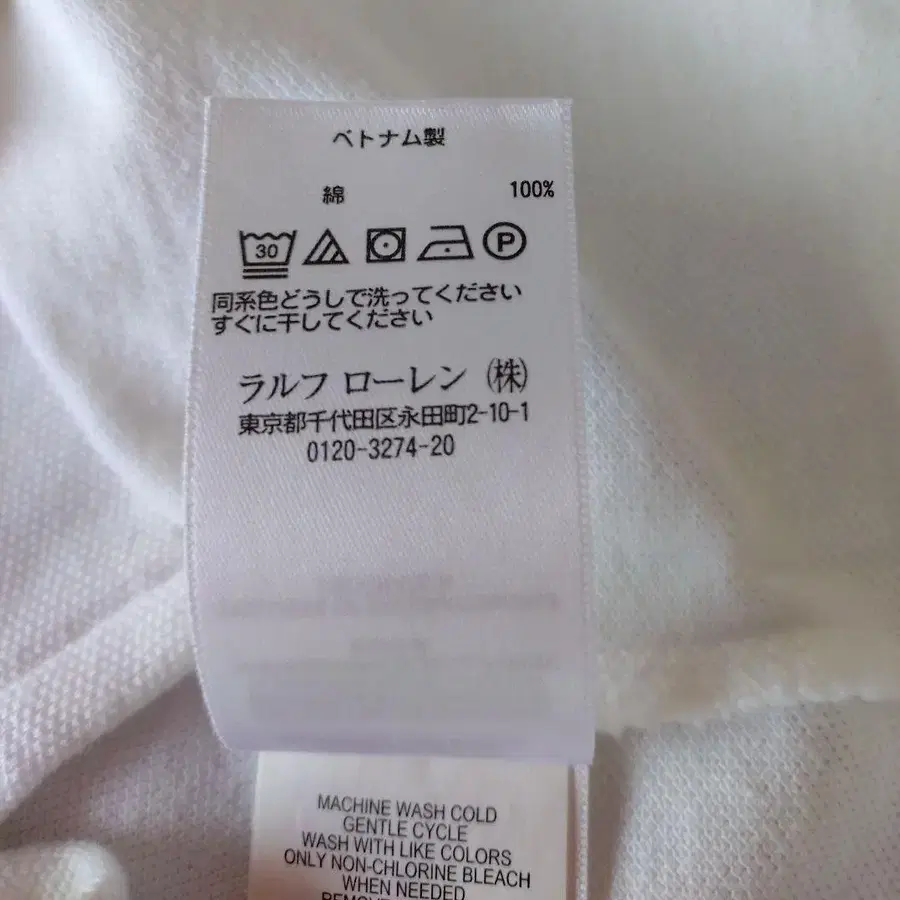 ベトナム製
綿 100%
30 P
同系色どうしで洗ってください
すぐに干してください
ラルフ ローレン ㈱
東京都千代田区永田町2-10-1
0120-3274-20
MACHINE WASH COLD
GENTLE CYCLE
WASH WITH LIKE COLORS
ONLY NON-CHLORINE BLEACH
WHEN NEEDED